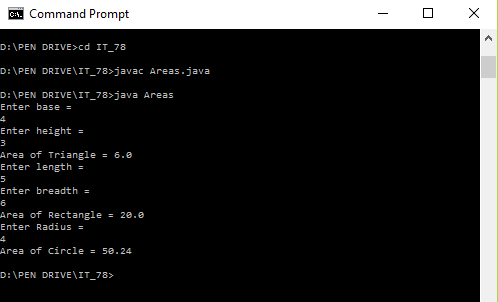 Command Prompt
D:\PEN DRIVE>cd IT_78
D:\PEN DRIVE\IT_78>javac Areas.java
D:\PEN DRIVE\IT_78>java Areas
Enter base =
4
Enter height =
3
Area of Triangle = 6.0
Enter length =
5
Enter breadth =
6
Area of Rectangle = 20.0
Enter Radius =
4
Area of Circle = 50.24
D:\PEN DRIVE\IT_78>